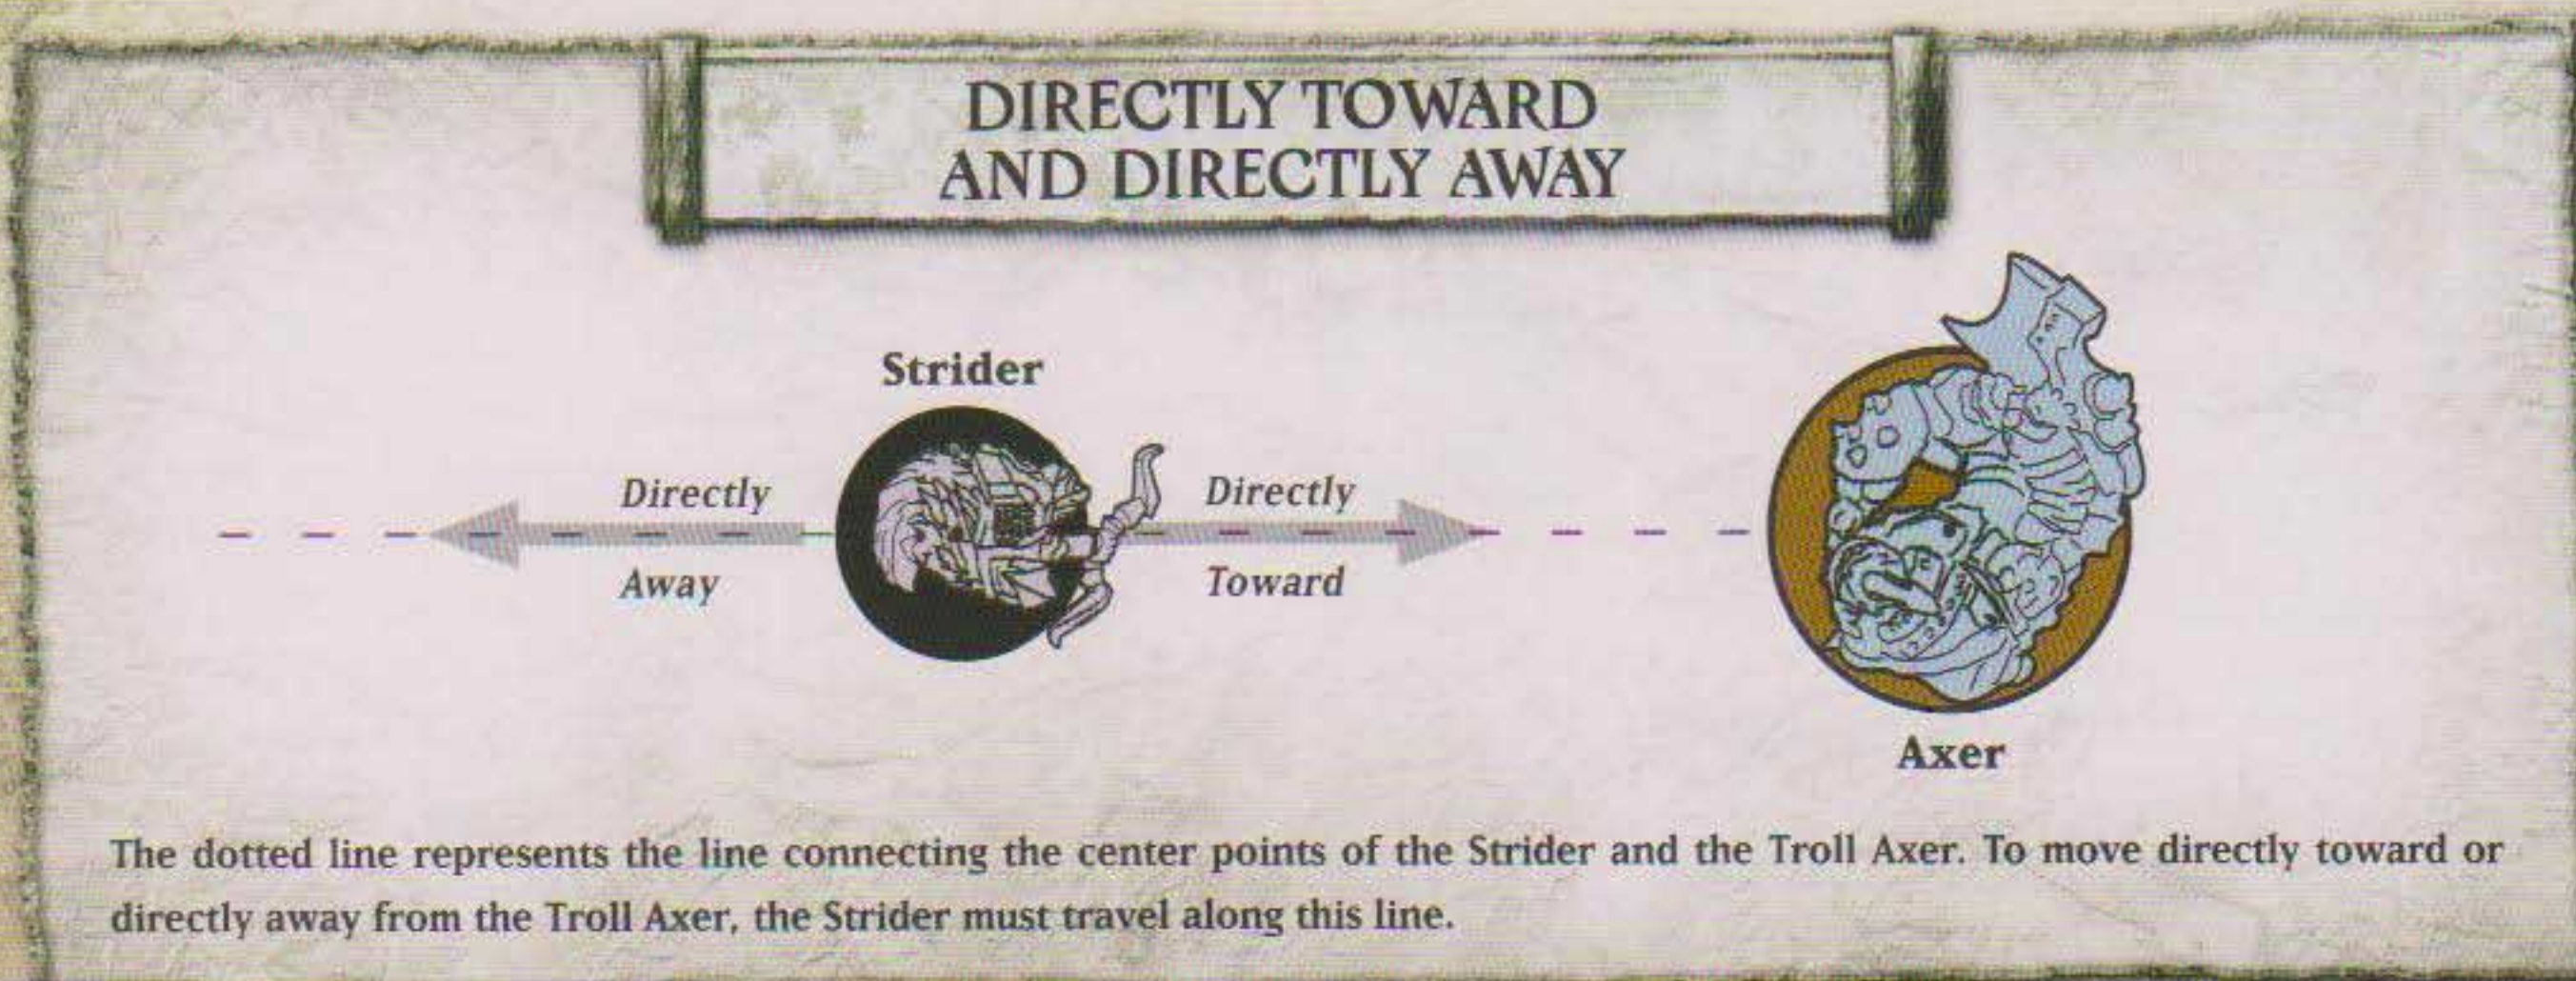 DIRECTLY TOWARD
AND DIRECTLY AWAY
Strider
Directly
Away
Directly
Toward
Axer
The dotted line represents the line connecting the center points of the Strider and the Troll Axer. To move directly toward or
directly away from the Troll Axer, the Strider must travel along this line.